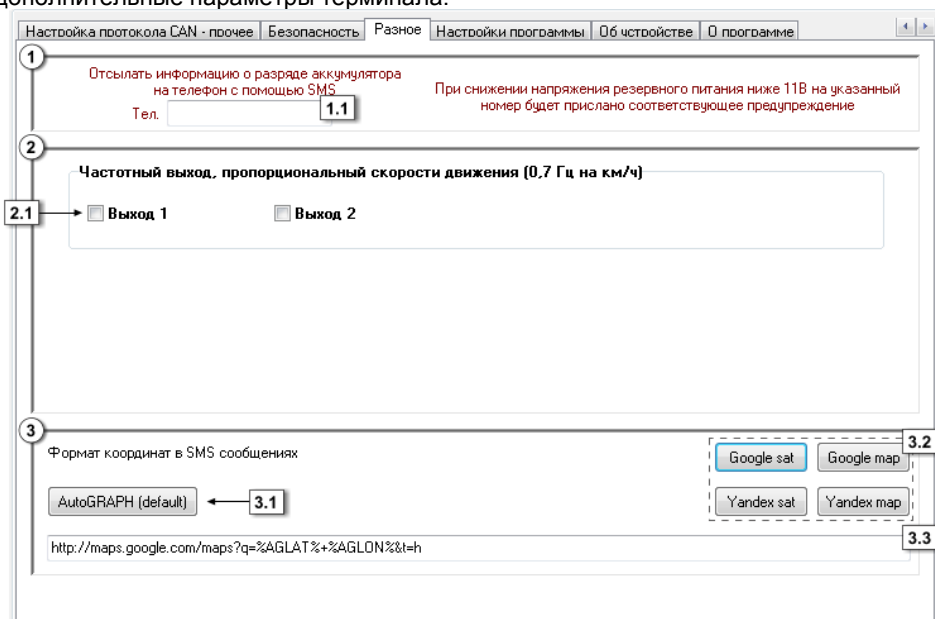 дополнительные параметры терминала.
Настройка протокола CAN - прочее Безопасность Разное Настройки программы Об устройстве О программе
1
Отсылать информацию о разряде аккумулятора
на телефон с помощью SMS
Тел.
1.1
При снижении напряжения резервного питания ниже 11В на указанный
номер будет прислано соответствующее предупреждение
2
Частотный выход, пропорциональный скорости движения (0,7 Гц на км/ч)
2.1
Выход 1 Выход 2
3
Формат координат в SMS сообщениях
3.2
Google sat Google map
AutoGRAPH (default)
3.1
Yandex sat Yandex map
3.3
http://maps.google.com/maps?q=%AGLAT%+%AGLON%&t=h